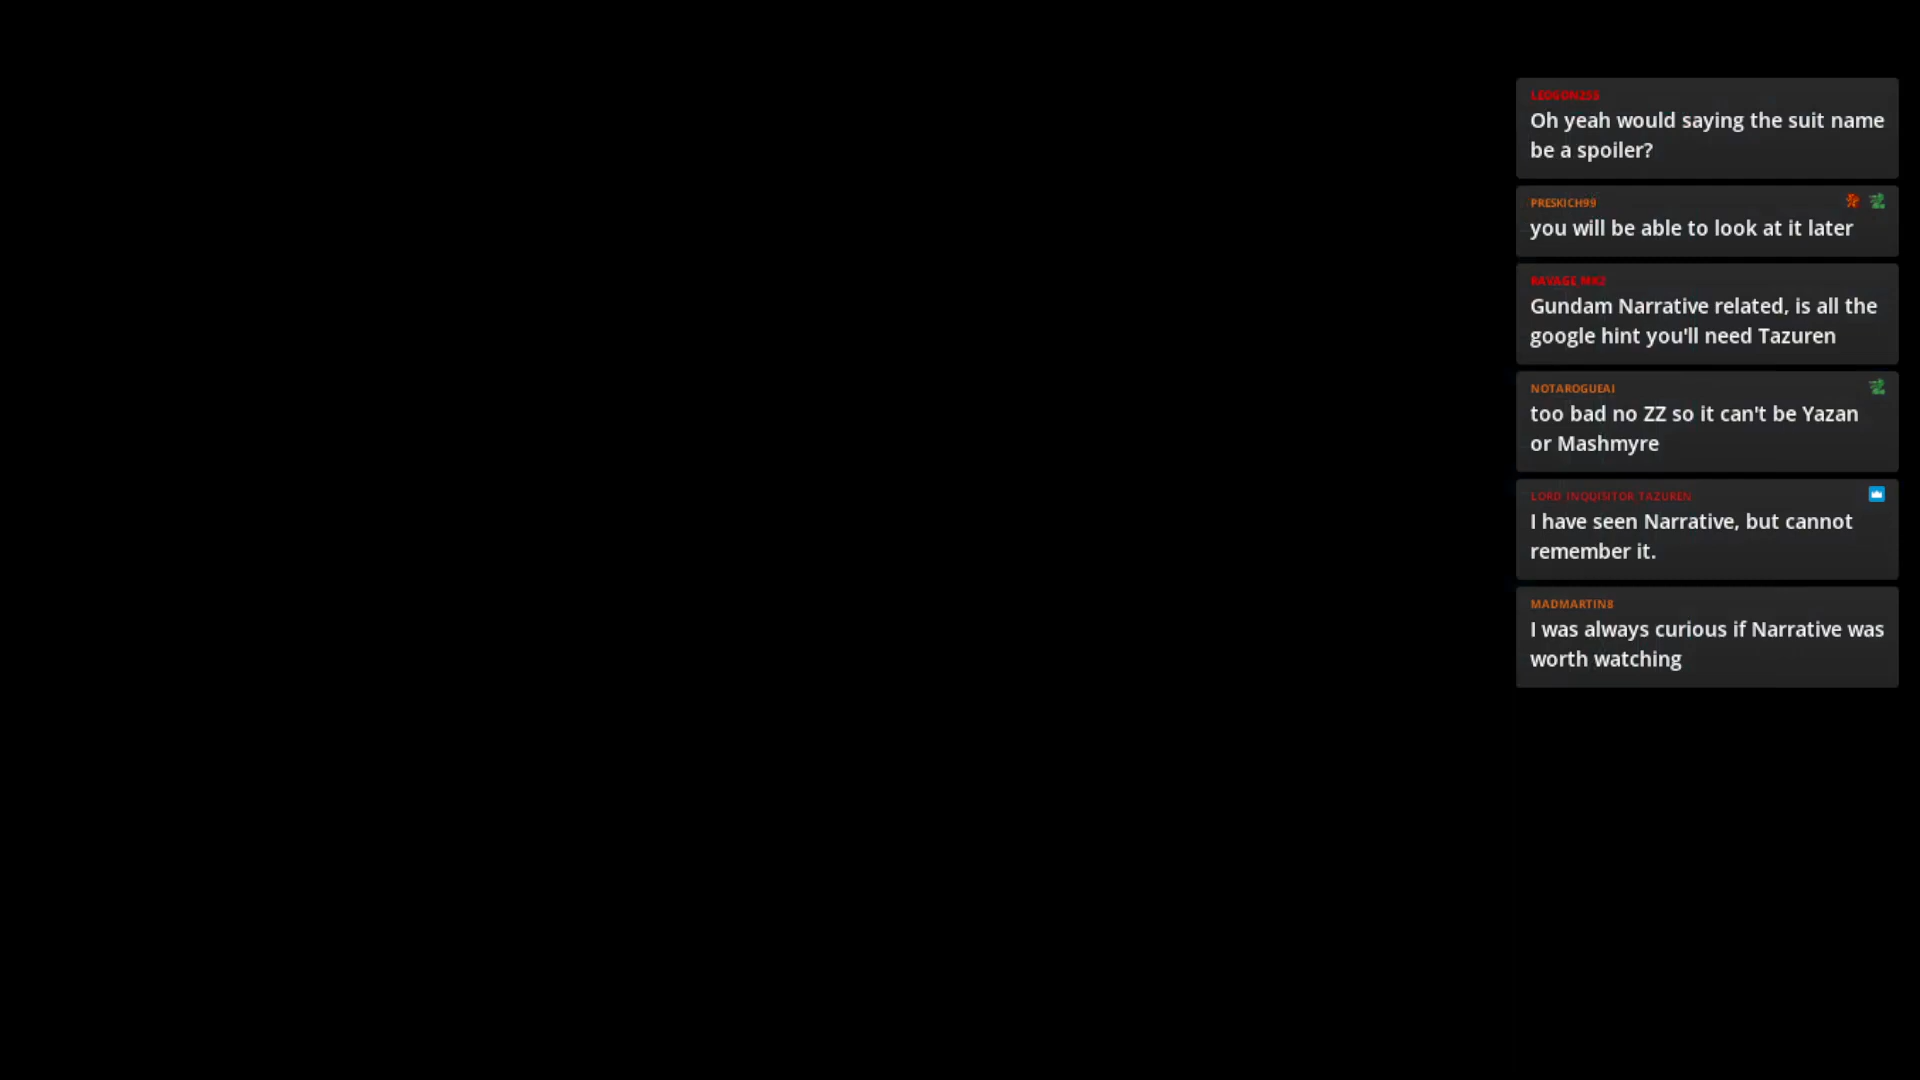 LEOGON255
Oh yeah would saying the suit name
be a spoiler?
PRESKICH99
you will be able to look at it later
RAVAGE_MK2
Gundam Narrative related, is all the
google hint you'll need Tazuren
NOTAROGUEAI
too bad no ZZ so it can't be Yazan
or Mashmyre
LORD_INQUISITOR_TAZUREN
I have seen Narrative, but cannot
remember it.
MADMARTIN8
I was always curious if Narrative was
worth watching